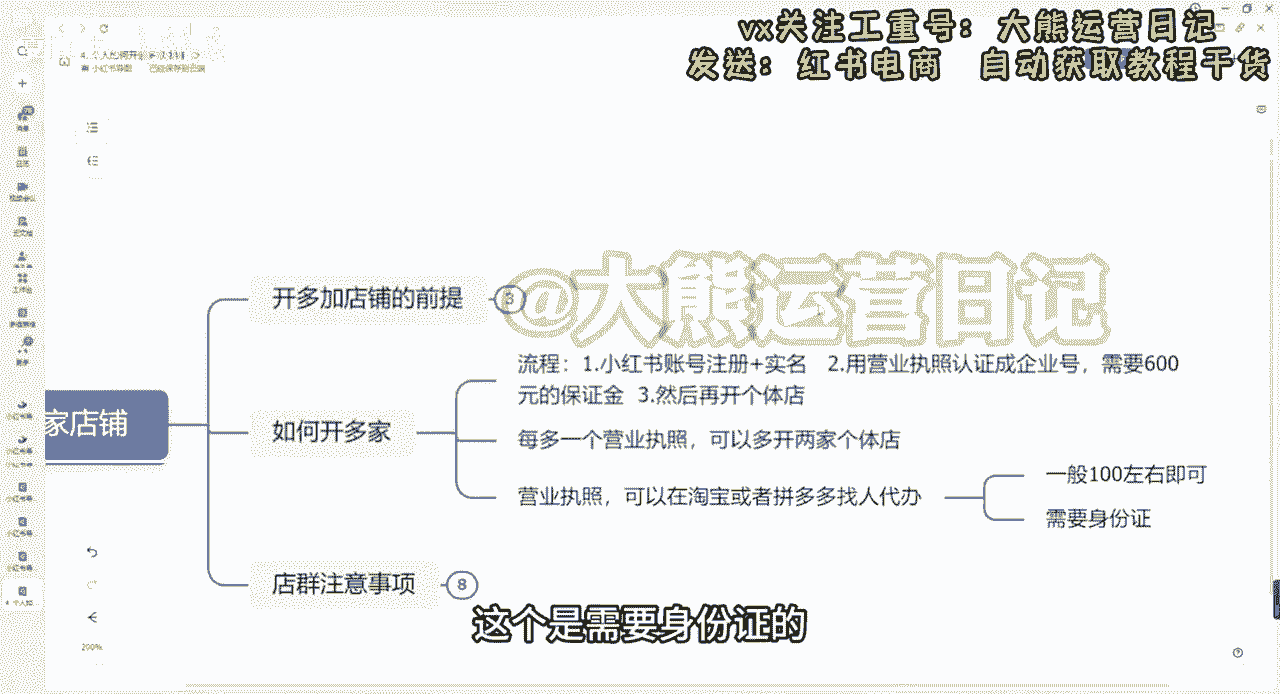 vx关注工重号：大熊运营日记
发送：红书电商 自动获取教程干货
@大熊运营日记
开多加店铺的前提
3
流程：1.小红书账号注册+实名 2.用营业执照认证成企业号，需要600
元的保证金 3.然后再开个体店
家店铺
如何开多家
每多一个营业执照，可以多开两家个体店
营业执照，可以在淘宝或者拼多多找人代办
一般100左右即可
需要身份证
店群注意事项
8
这个是需要身份证的
200%